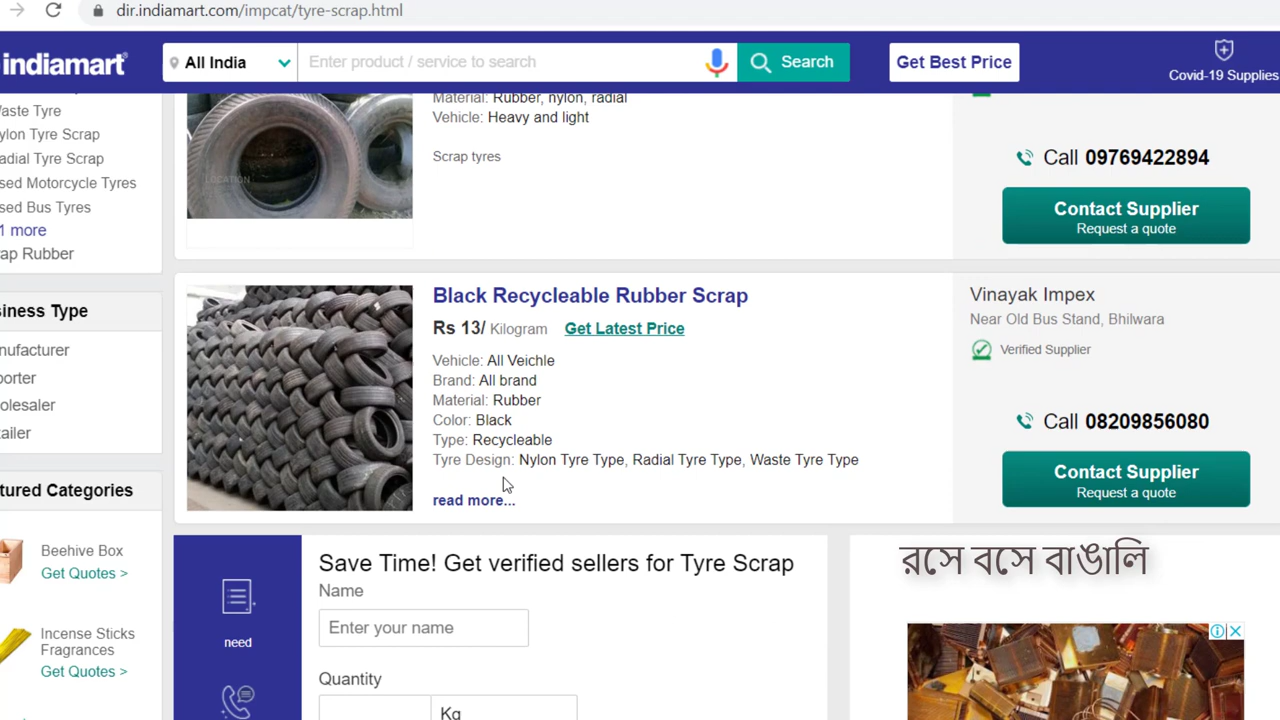 dir.indiamart.com/impcat/tyre-scrap.html
indiamart
All India
Enter product / service to search
Search
Get Best Price
Covid-19 Supplies
aste Tyre
ylon Tyre Scrap
adial Tyre Scrap
sed Motorcycle Tyres
sed Bus Tyres
1 more
rap Rubber
siness Type
nufacturer
orter
olesaler
ailer
tured Categories
Beehive Box
Get Quotes >
Incense Sticks
Fragrances
Get Quotes >
LOCATION
Material: Rubber, nylon, radial
Vehicle: Heavy and light
Scrap tyres
Call 09769422894
Contact Supplier
Request a quote
Black Recycleable Rubber Scrap
Rs 13/ Kilogram Get Latest Price
Vehicle: All Veichle
Brand: All brand
Material: Rubber
Color: Black
Type: Recycleable
Tyre Design: Nylon Tyre Type, Radial Tyre Type, Waste Tyre Type
read more...
Vinayak Impex
Near Old Bus Stand, Bhilwara
Verified Supplier
Call 08209856080
Contact Supplier
Request a quote
need
Save Time! Get verified sellers for Tyre Scrap
Name
Enter your name
Quantity
Kg
রসে বসে বাঙালি